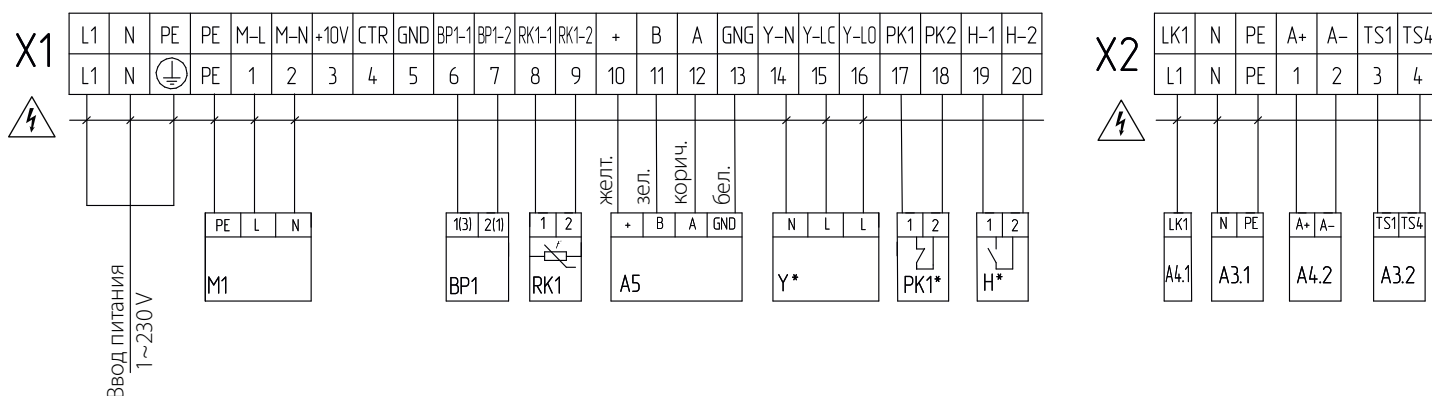 X1
L1 N PE PE M-L M-N +10V CTR GND BP1-1 BP1-2 RK1-1 RK1-2 + B A GNG Y-N Y-LC Y-LO PK1 PK2 H-1 H-2
L1 N PE 1 2 3 4 5 6 7 8 9 10 11 12 13 14 15 16 17 18 19 20
X2
LK1 N PE A+ A- TS1 TS4
L1 N PE 1 2 3 4
желт.
зел.
корич.
бел.
PE L N
M1
1(3) 2(1)
BP1
1 2
RK1
+ B A GND
A5
N L L
Y*
1 2
PK1*
1 2
H*
LK1
A4.1
N PE
A3.1
A+ A-
A4.2
TS1 TS4
A3.2
Ввод питания
1~230V